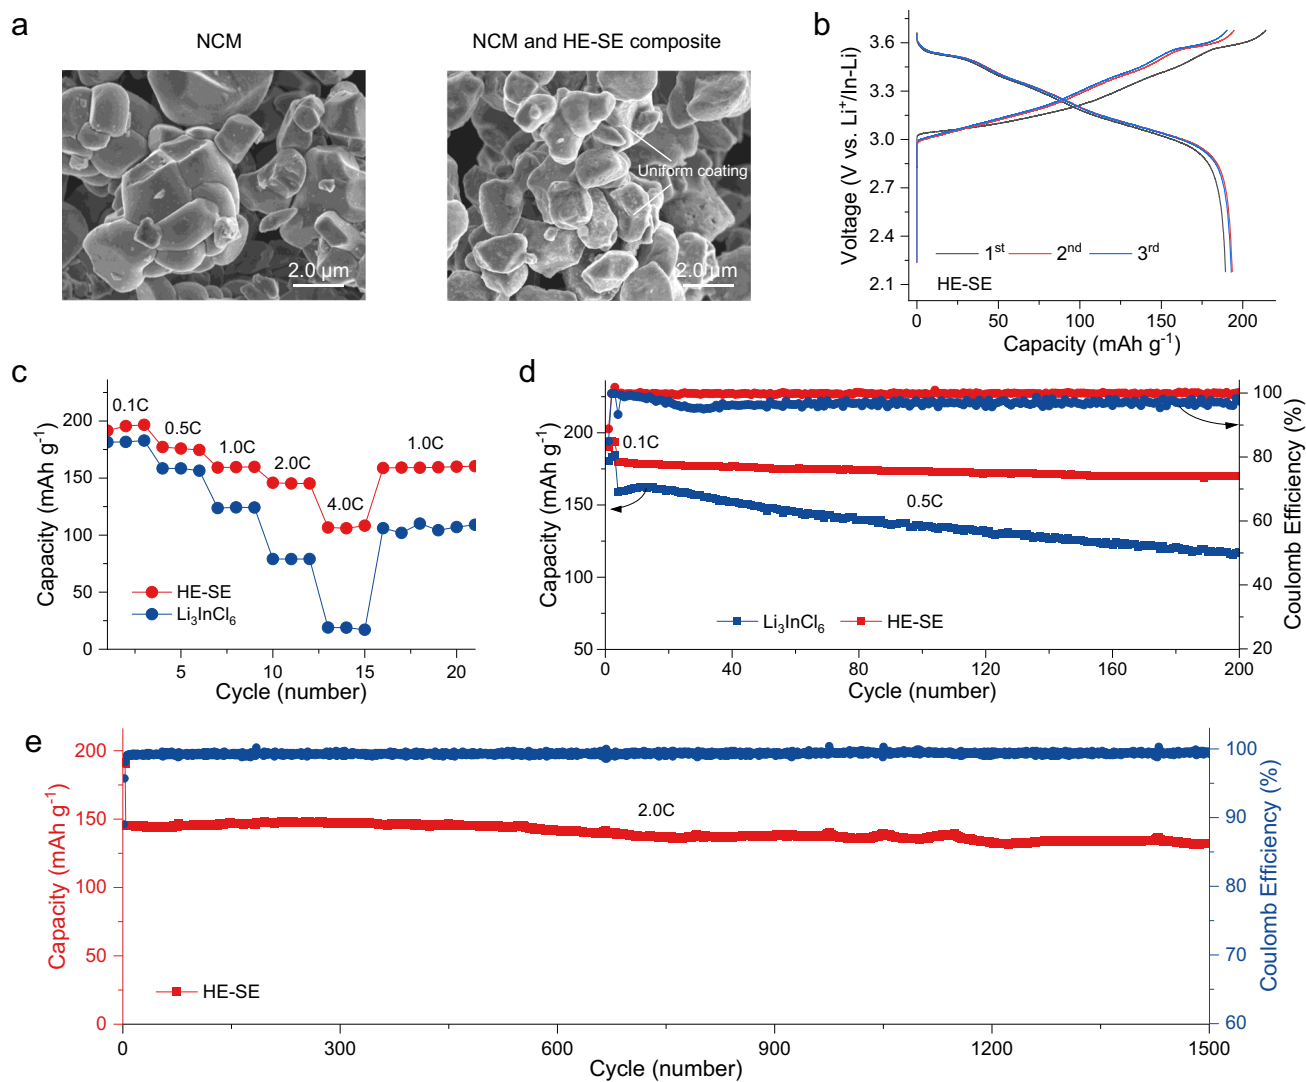 a
NCM
NCM and HE-SE composite
2.0 µm
Uniform coating
2.0 µm
b
3.6
3.3
3.0
2.7
2.4
2.1
Voltage (V vs. Li⁺/In-Li)
1ˢᵗ 2ⁿᵈ 3ʳᵈ
HE-SE
0 50 100 150 200
Capacity (mAh g⁻¹)
c
200
150
100
50
0
Capacity (mAh g⁻¹)
0.1C
0.5C
1.0C
2.0C
4.0C
1.0C
HE-SE
Li₃InCl₆
5 10 15 20
Cycle (number)
d
200
150
100
50
Capacity (mAh g⁻¹)
0.1C
0.5C
Li₃InCl₆ HE-SE
100
80
60
40
20
Coulomb Efficiency (%)
0 40 80 120 160 200
Cycle (number)
e
200
150
100
50
0
Capacity (mAh g⁻¹)
2.0C
HE-SE
100
90
80
70
60
Coulomb Efficiency (%)
0 300 600 900 1200 1500
Cycle (number)